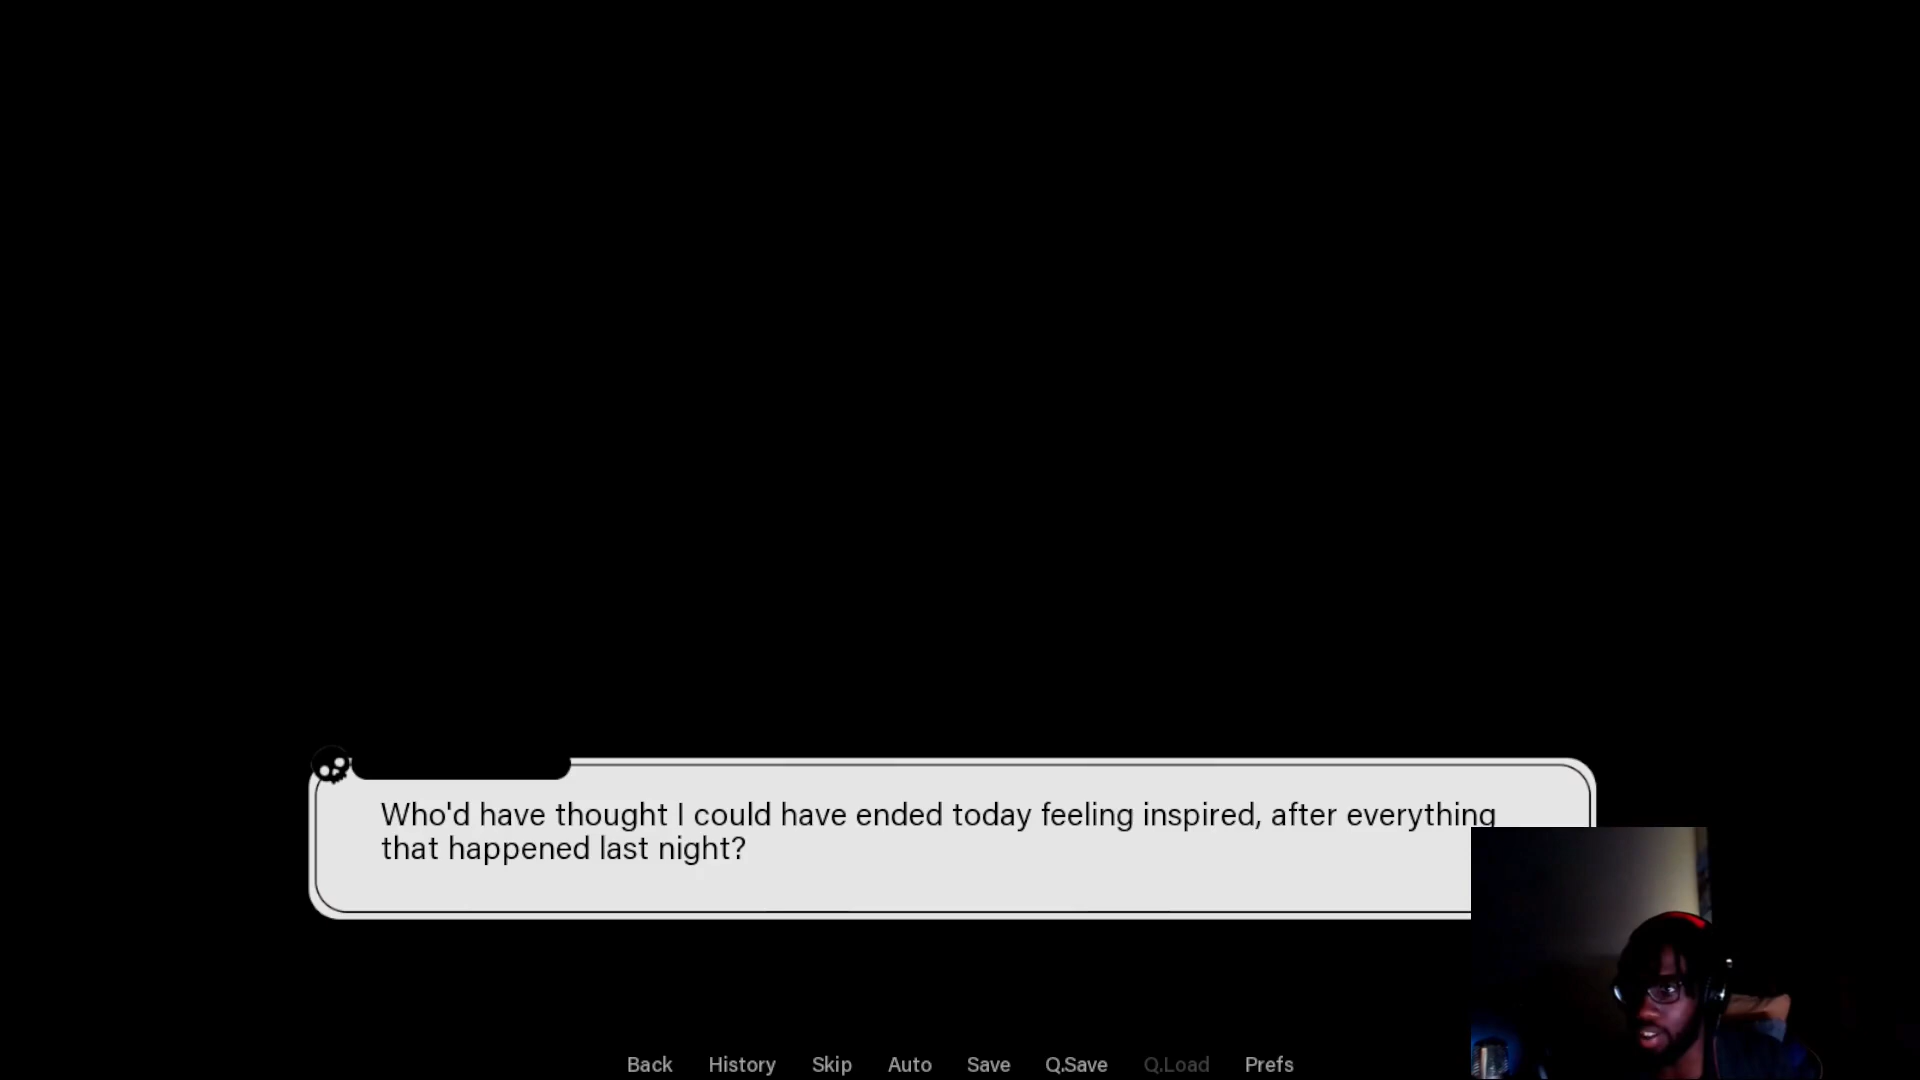 Who'd have thought I could have ended today feeling inspired, after everything
that happened last night?
Back History Skip Auto Save Q.Save Q.Load Prefs